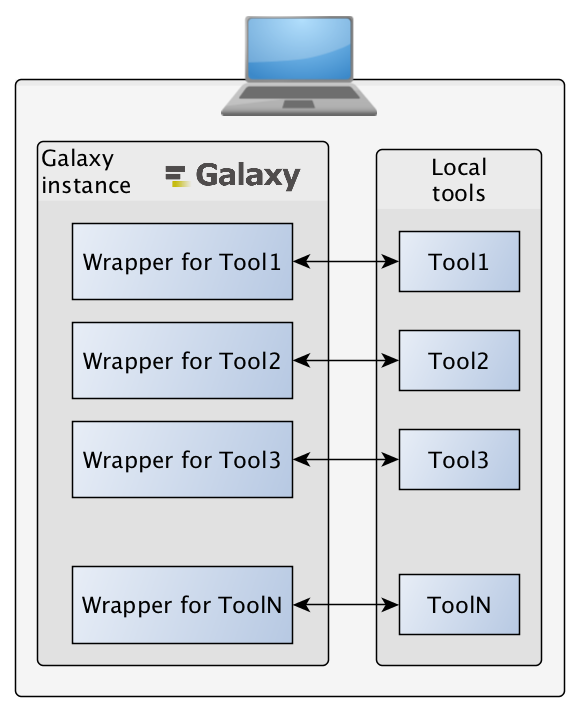 Galaxy
instance
Galaxy
Local
tools
Wrapper for Tool1
Tool1
Wrapper for Tool2
Tool2
Wrapper for Tool3
Tool3
Wrapper for ToolN
ToolN